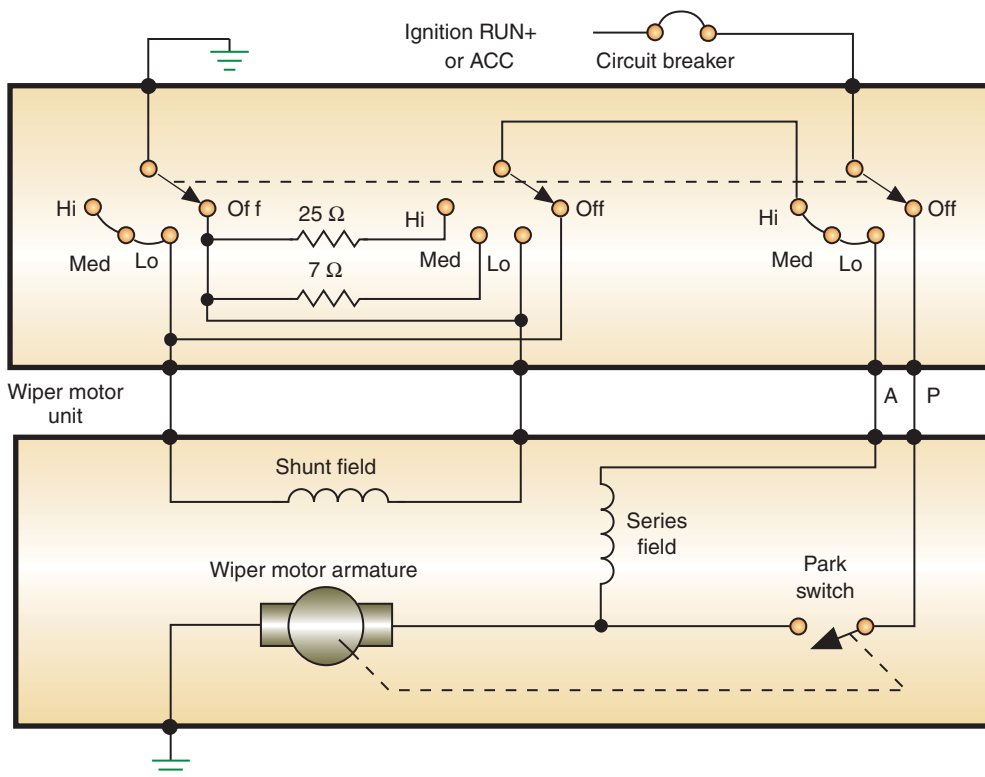 Ignition RUN+
or ACC
Circuit breaker
Hi
Off
25 Ω
Hi
Off
Hi
Off
Med
Lo
7 Ω
Med
Lo
Med
Lo
Wiper motor
unit
A
P
Shunt field
Series
field
Wiper motor armature
Park
switch